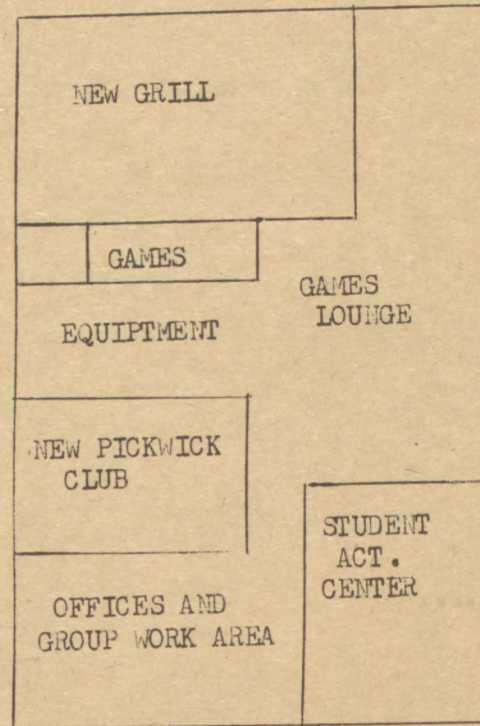 NEW GRILL
GAMES
EQUIPTMENT
GAMES
LOUNGE
NEW PICKWICK
CLUB
STUDENT
ACT.
CENTER
OFFICES AND
GROUP WORK AREA